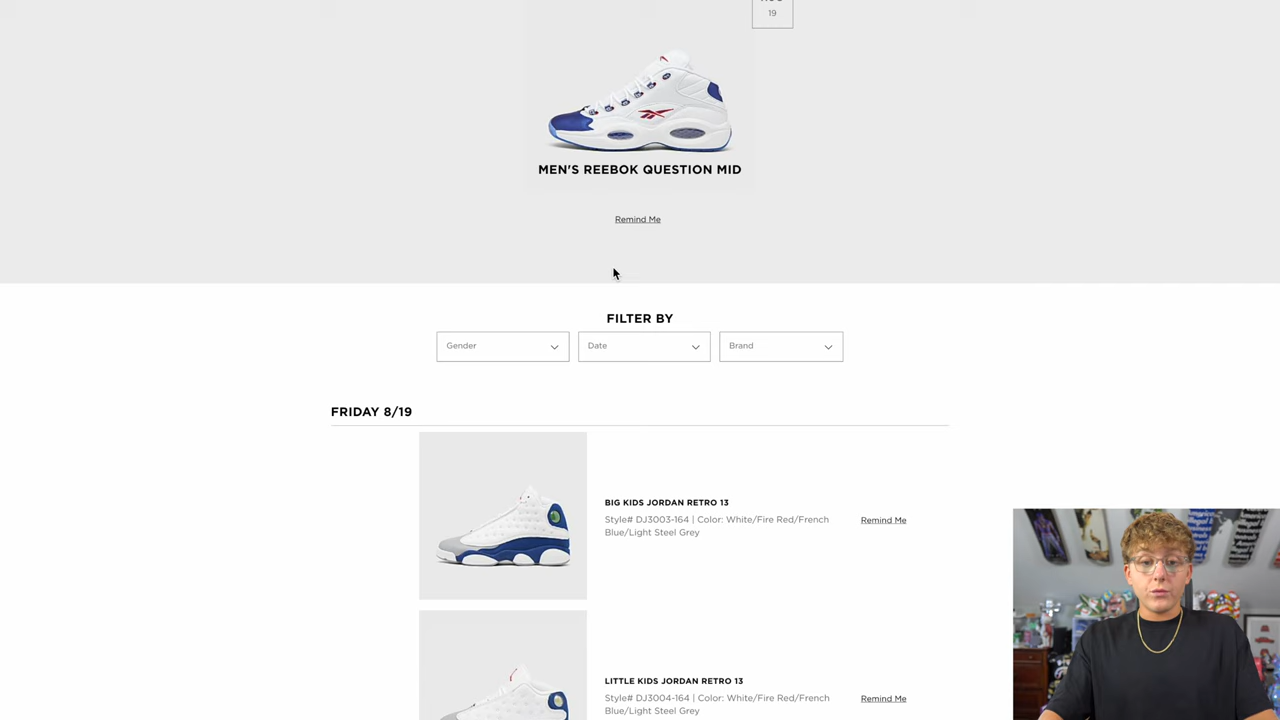 19
MEN'S REEBOK QUESTION MID
Remind Me
FILTER BY
Gender
Date
Brand
FRIDAY 8/19
BIG KIDS JORDAN RETRO 13
Style# DJ3003-164 | Color: White/Fire Red/French
Blue/Light Steel Grey
Remind Me
LITTLE KIDS JORDAN RETRO 13
Style# DJ3004-164 | Color: White/Fire Red/French
Blue/Light Steel Grey
Remind Me